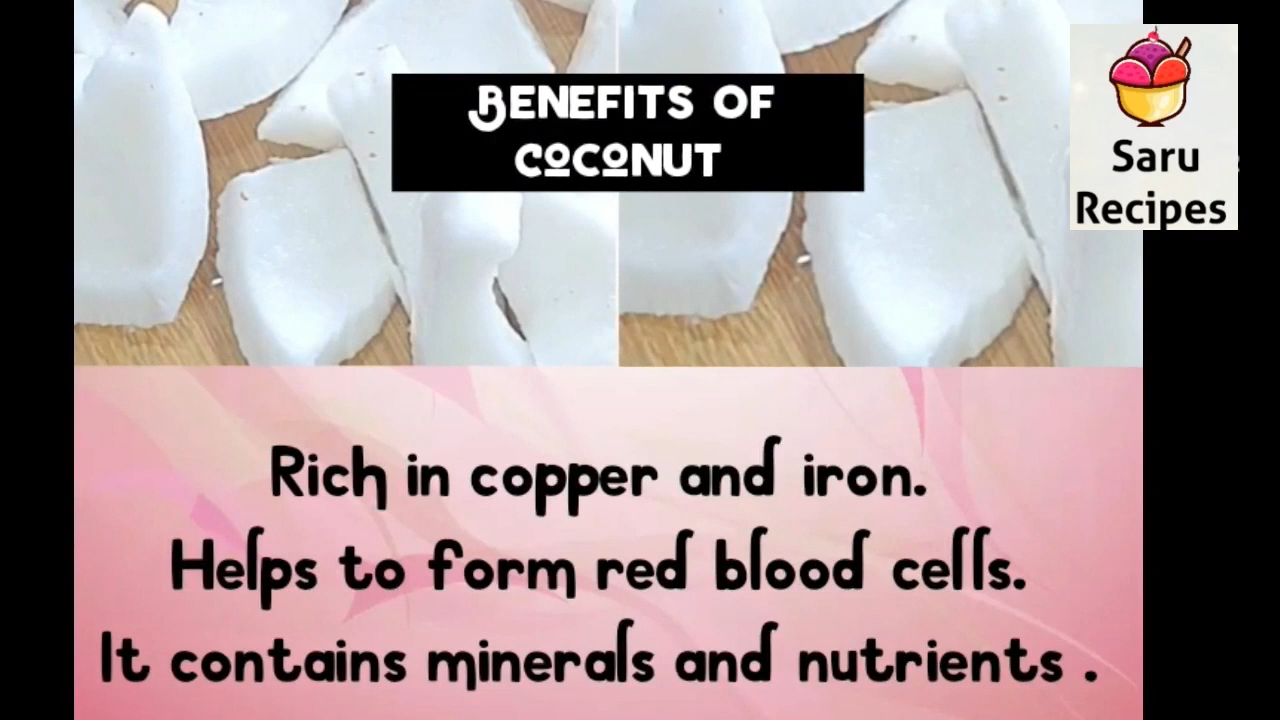 Benefits of
coconut
Saru
Recipes
Rich in copper and iron.
Helps to form red blood cells.
It contains minerals and nutrients .